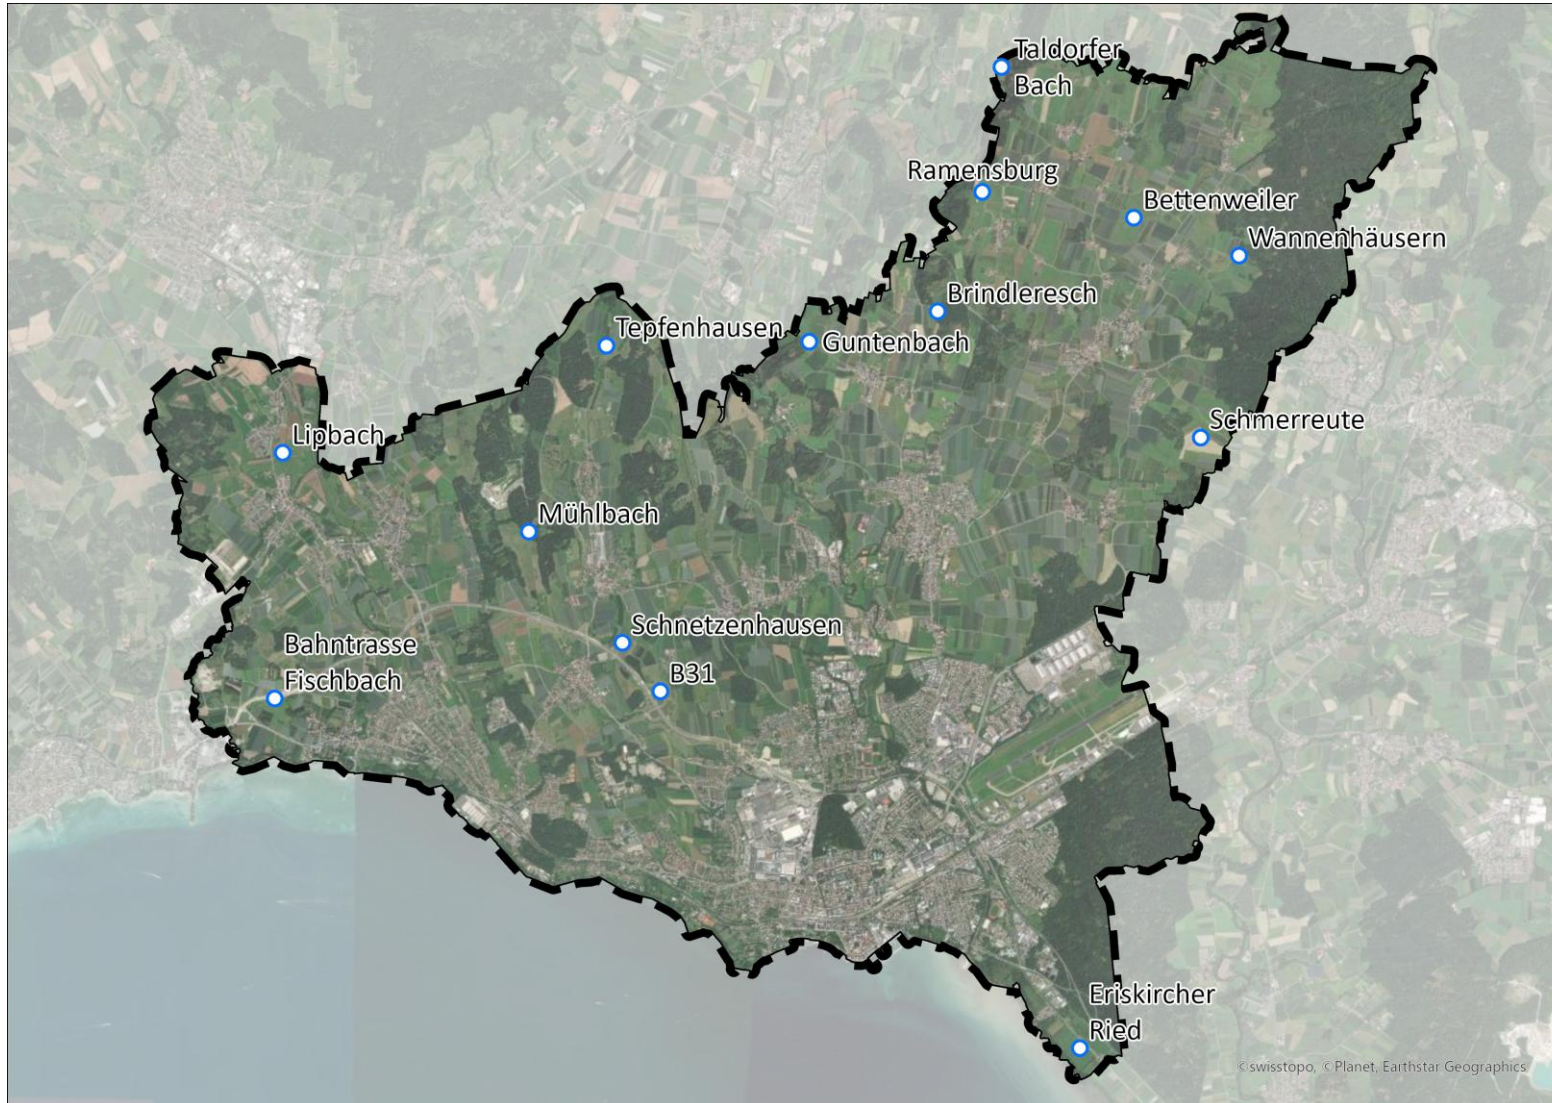 Taldorfer
Bach
Ramensburg
Bettenweiler
Wannenhäusern
Brindleresch
Tepfenhausen
Guntenbach
Schmerreute
Lipbach
Mühlbach
Schnetzenhausen
Bahntrasse
Fischbach
B31
Eriskircher
Ried
©swisstopo, ©Planet, Earthstar Geographics